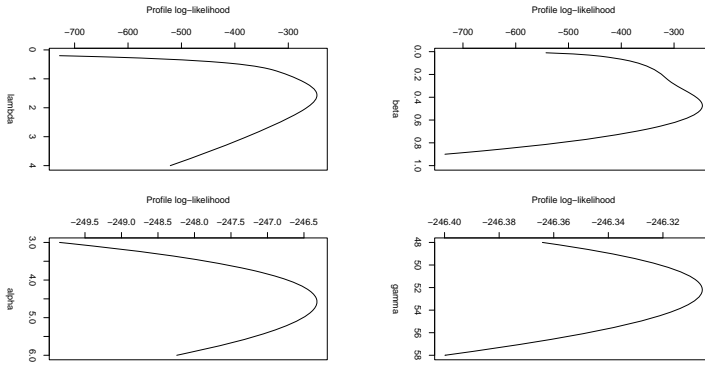 Profile log−likelihood
−700 −600 −500 −400 −300
0 1 2 3 4
lambda
Profile log−likelihood
−700 −600 −500 −400 −300
0.0 0.2 0.4 0.6 0.8 1.0
beta
Profile log−likelihood
−249.5 −249.0 −248.5 −248.0 −247.5 −247.0 −246.5
3.0 4.0 5.0 6.0
alpha
Profile log−likelihood
−246.40 −246.38 −246.36 −246.34 −246.32
48 50 52 54 56 58
gamma